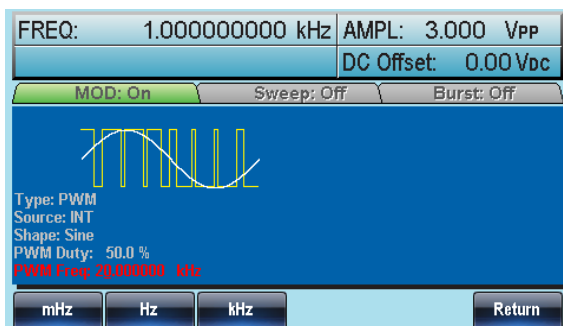 FREQ: 1.000000000 kHz AMPL: 3.000 VPP
DC Offset: 0.00 VDC
MOD: On Sweep: Off Burst: Off
Type: PWM
Source: INT
Shape: Sine
PWM Duty: 50.0 %
PWM Freq: 20.000000 kHz
mHz Hz kHz Return